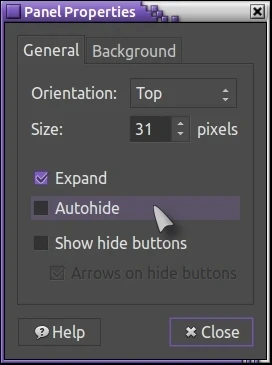 Panel Properties
General Background
Orientation: Top
Size: 31 pixels
Expand
Autohide
Show hide buttons
Arrows on hide buttons
Help Close